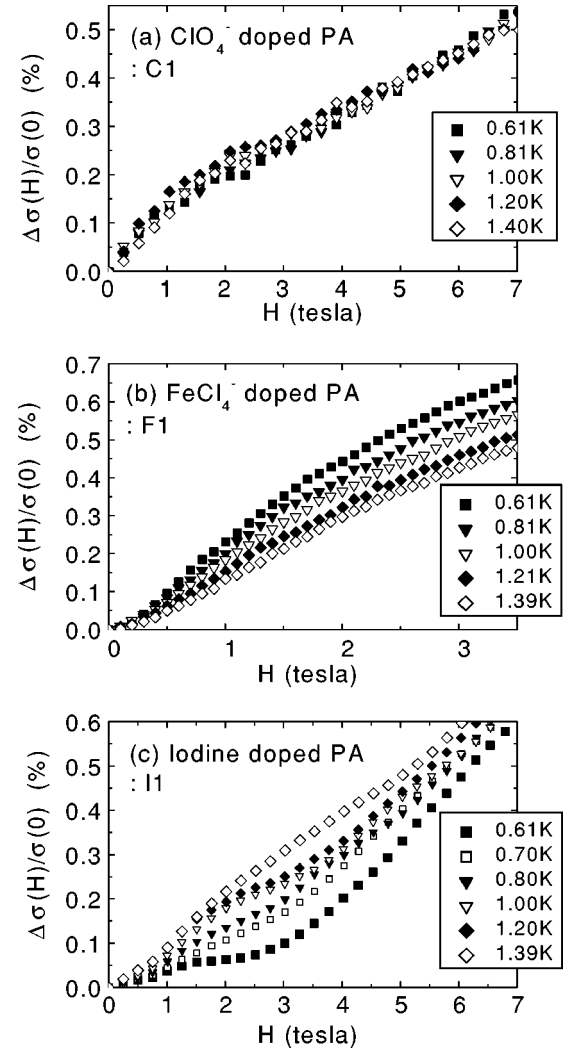 (a) ClO₄⁻ doped PA
: C1
Δσ(H)/σ(0) (%)
0.5
0.4
0.3
0.2
0.1
0.0
0.61K
0.81K
1.00K
1.20K
1.40K
0 1 2 3 4 5 6 7
H (tesla)
(b) FeCl₄⁻ doped PA
: F1
Δσ(H)/σ(0) (%)
0.7
0.6
0.5
0.4
0.3
0.2
0.1
0.0
0.61K
0.81K
1.00K
1.21K
1.39K
0 1 2 3
H (tesla)
(c) Iodine doped PA
: I1
Δσ(H)/σ(0) (%)
0.6
0.5
0.4
0.3
0.2
0.1
0.0
0.61K
0.70K
0.80K
1.00K
1.20K
1.39K
0 1 2 3 4 5 6 7
H (tesla)